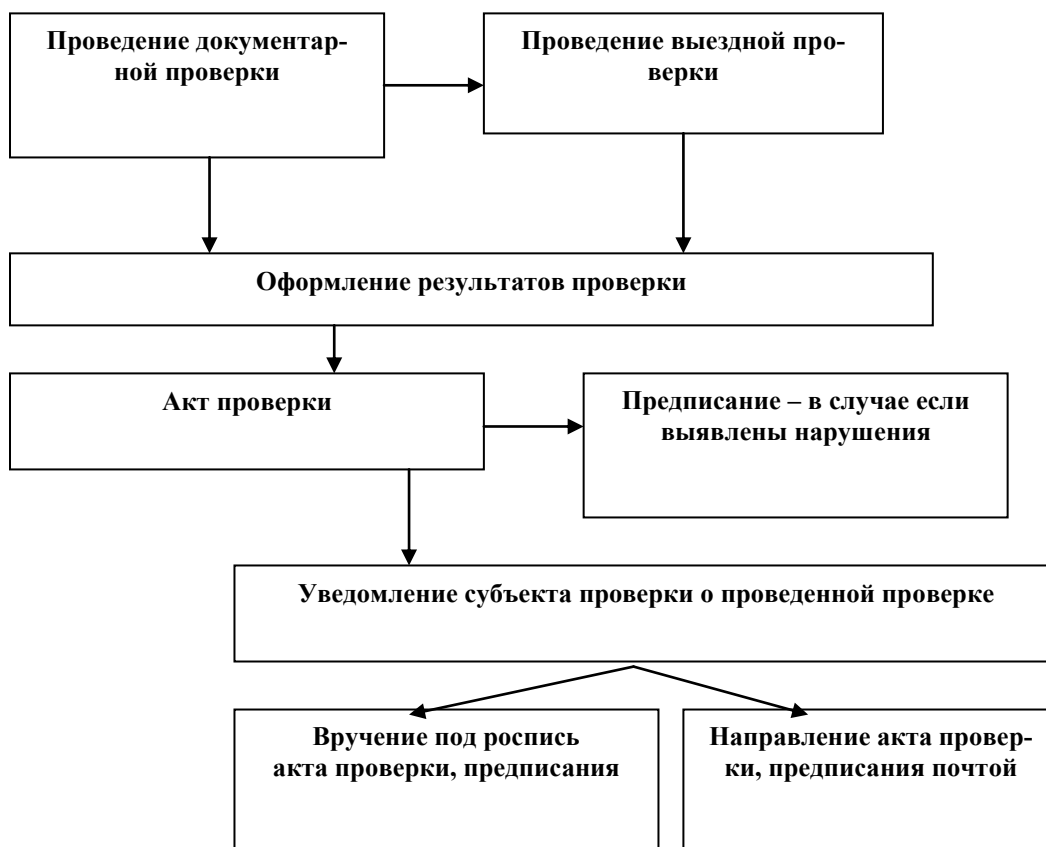 Проведение документар-
ной проверки
Проведение выездной про-
верки
Оформление результатов проверки
Акт проверки
Предписание – в случае если
выявлены нарушения
Уведомление субъекта проверки о проведенной проверке
Вручение под роспись
акта проверки, предписания
Направление акта провер-
ки, предписания почтой